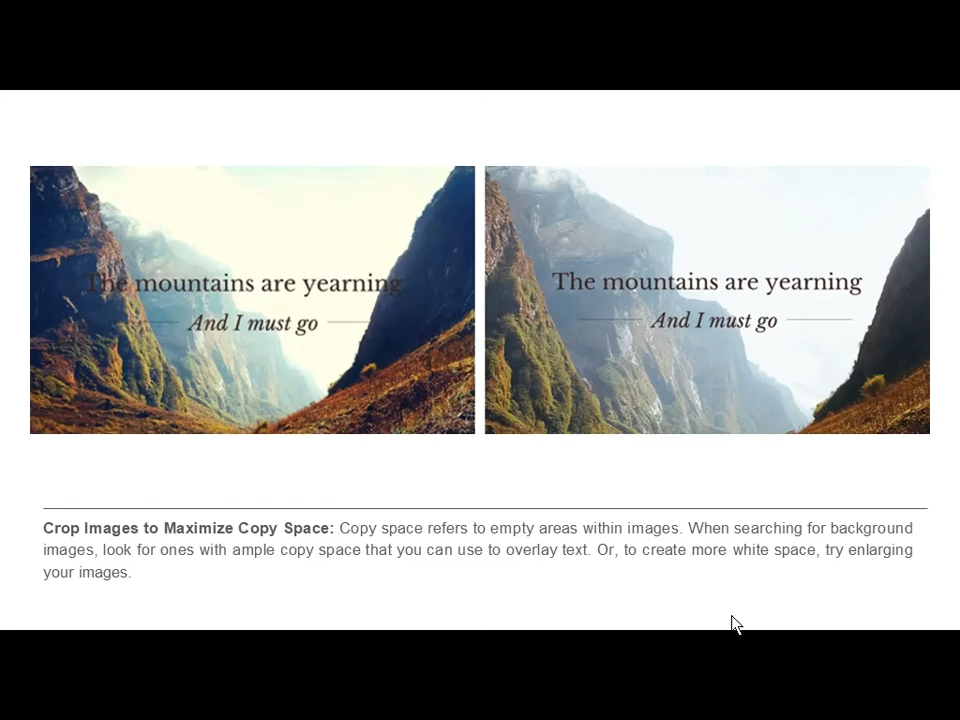 The mountains are yearning
And I must go
The mountains are yearning
And I must go
Crop Images to Maximize Copy Space: Copy space refers to empty areas within images. When searching for background
images, look for ones with ample copy space that you can use to overlay text. Or, to create more white space, try enlarging
your images.